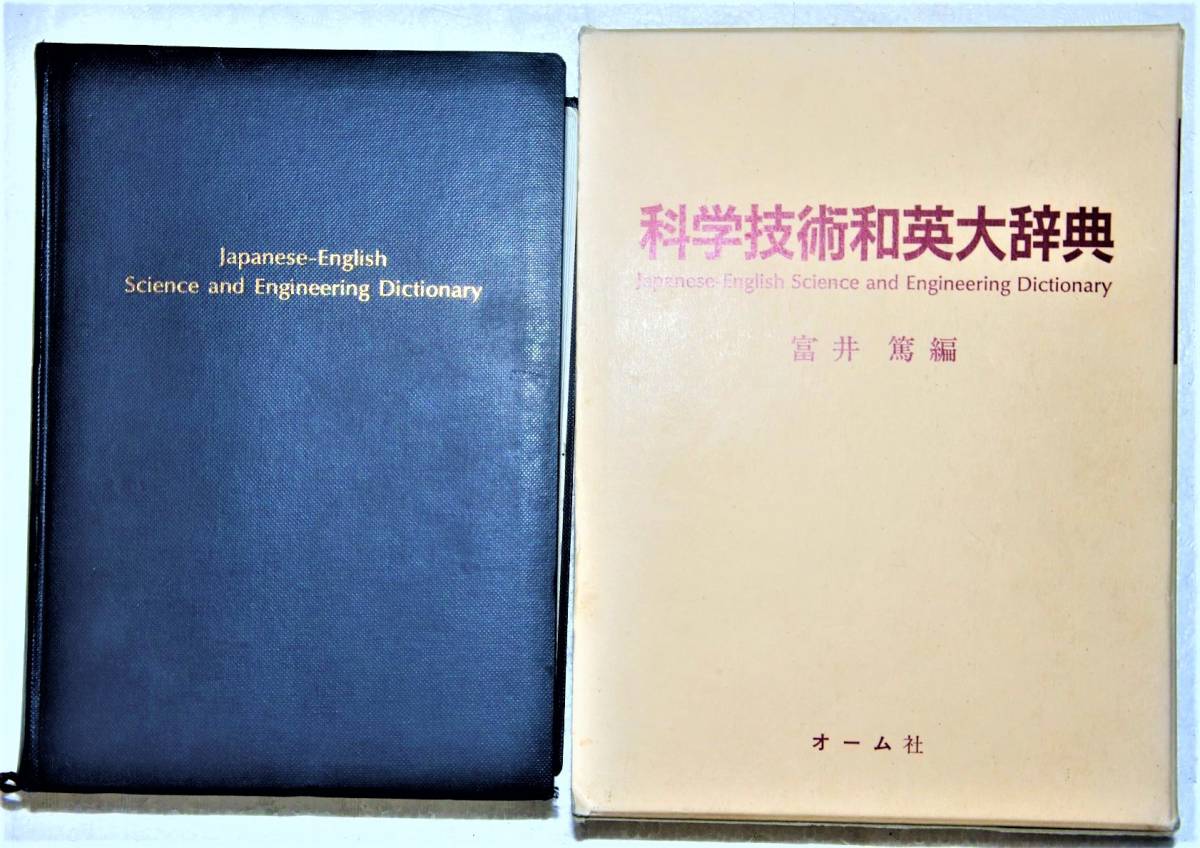 Japanese-English
Science and Engineering Dictionary
科学技術和英大辞典
Japanese-English Science and Engineering Dictionary
富井 篤編
オーム社